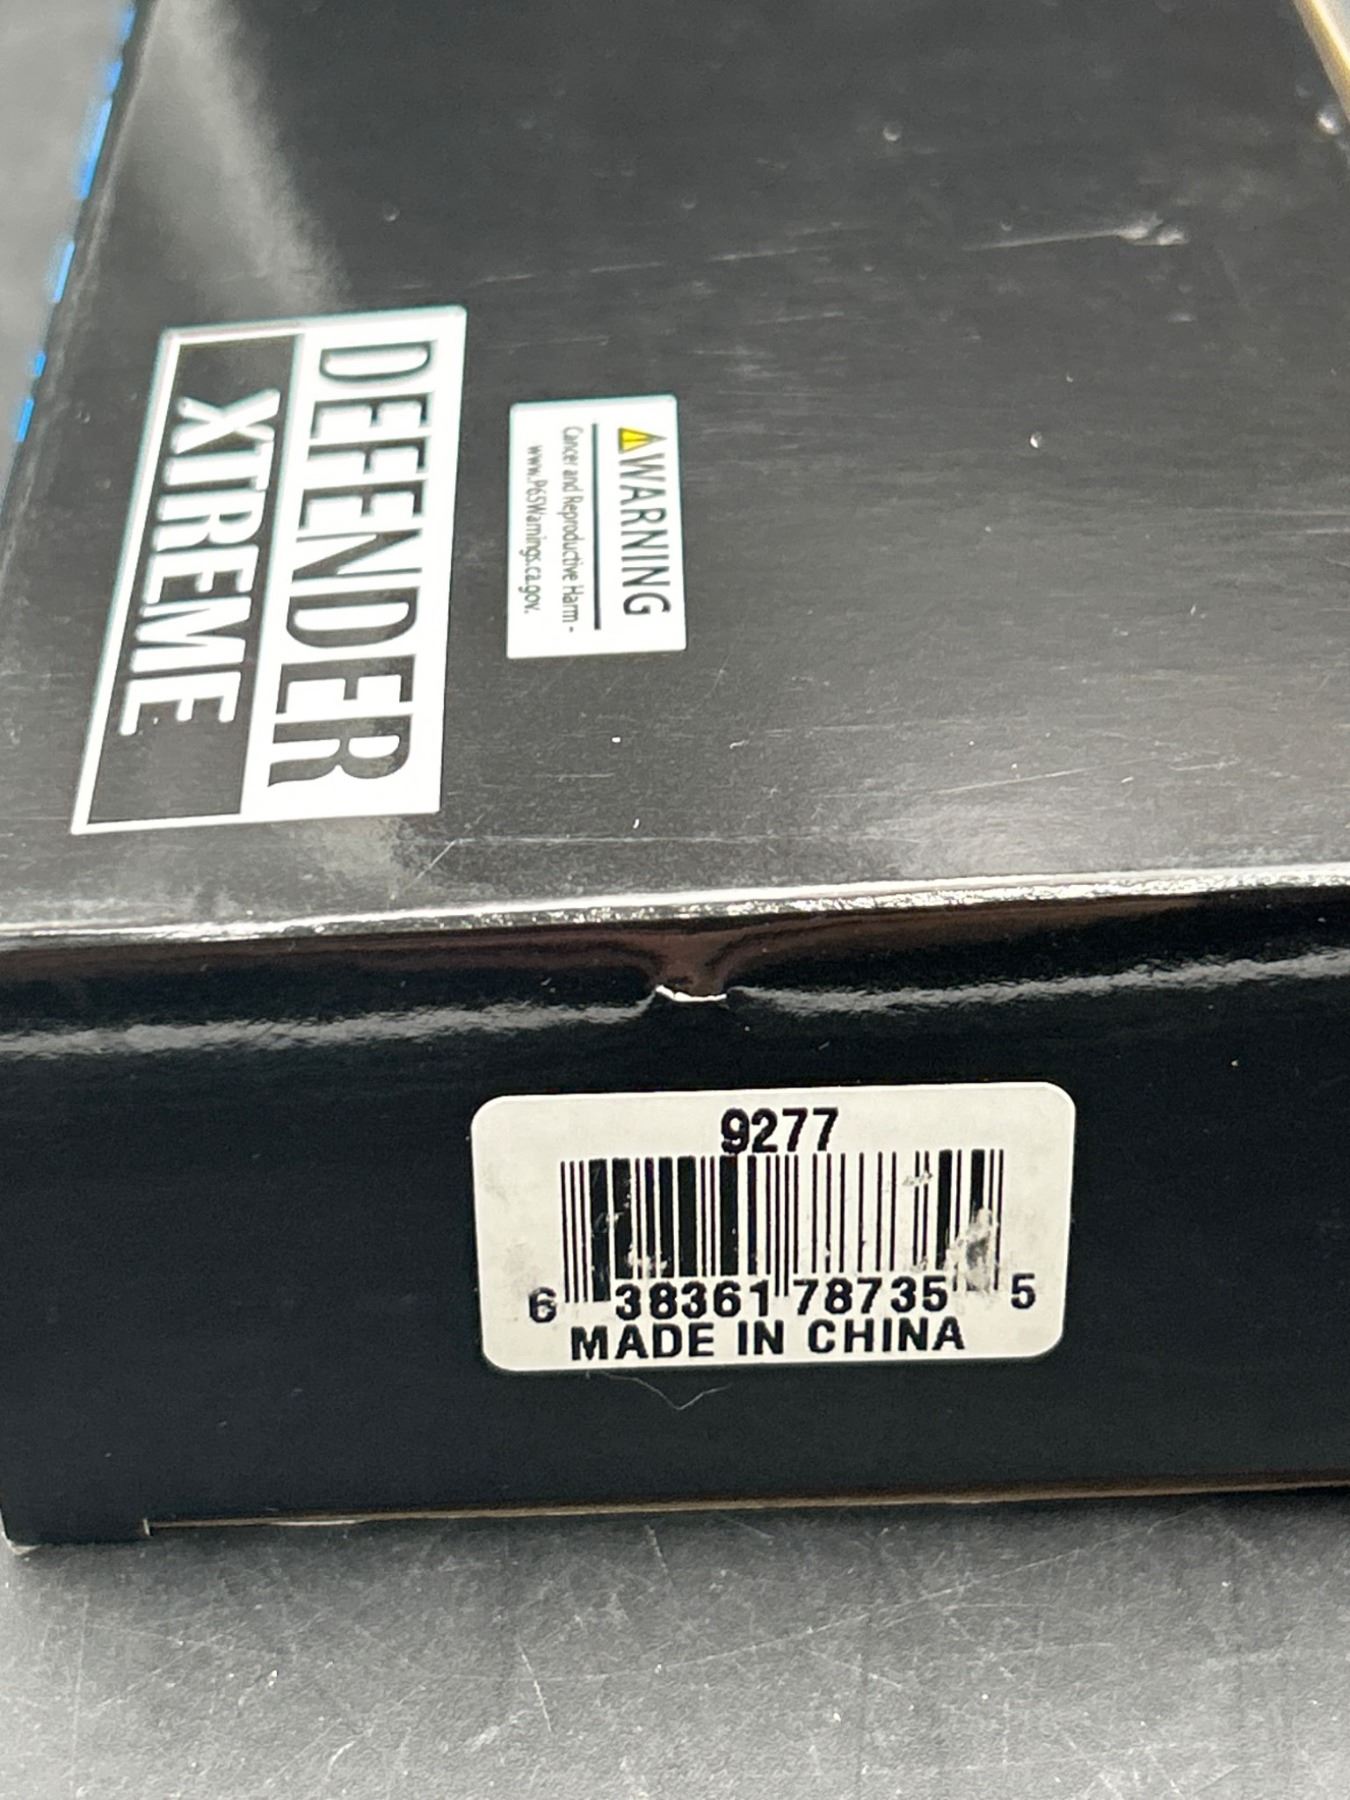 DEFENDER
XTREME
WARNING
Cancer and Reproductive Harm -
www.P65Warnings.ca.gov.
9277
6 38361 78735 5
MADE IN CHINA